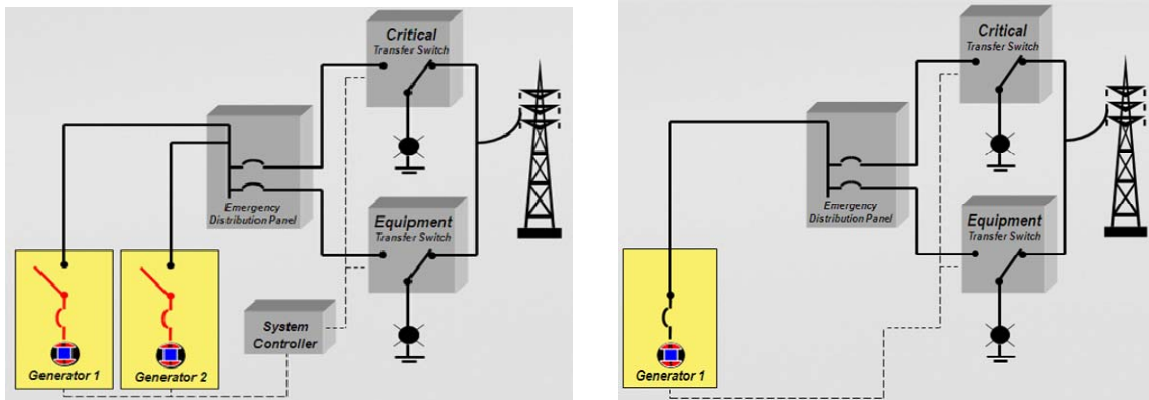 Critical
Transfer Switch
Emergency
Distribution Panel
Equipment
Transfer Switch
System
Controller
Generator 1
Generator 2
Critical
Transfer Switch
Emergency
Distribution Panel
Equipment
Transfer Switch
Generator 1